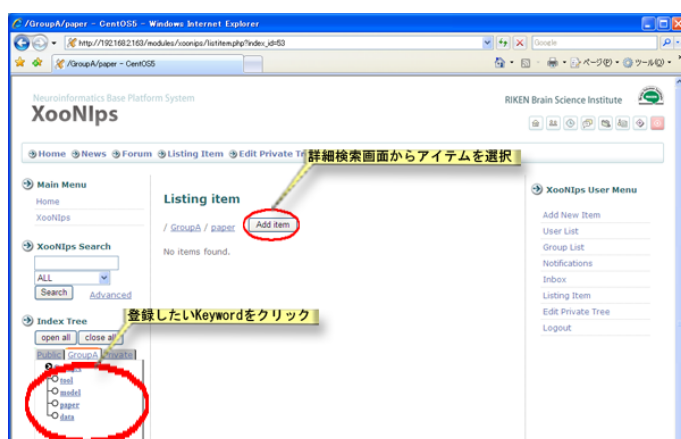 /GroupA/paper - CentOS5 - Windows Internet Explorer
http://192.168.2.163/modules/xoonips/listitem.php?index_id=53
Google
/GroupA/paper - CentOS5
ページ(P)
ツール(O)
Neuroinformatics Base Platform System
XooNIps
RIKEN Brain Science Institute
Home News Forum Listing Item Edit Private Tr
詳細検索画面からアイテムを選択
Main Menu
Home
XooNIps
XooNIps Search
ALL
Search Advanced
Index Tree
open all close all
Public GroupA Private
tool
model
paper
data
Listing item
/ GroupA / paper Add item
No items found.
登録したいKeywordをクリック
XooNIps User Menu
Add New Item
User List
Group List
Notifications
Inbox
Listing Item
Edit Private Tree
Logout